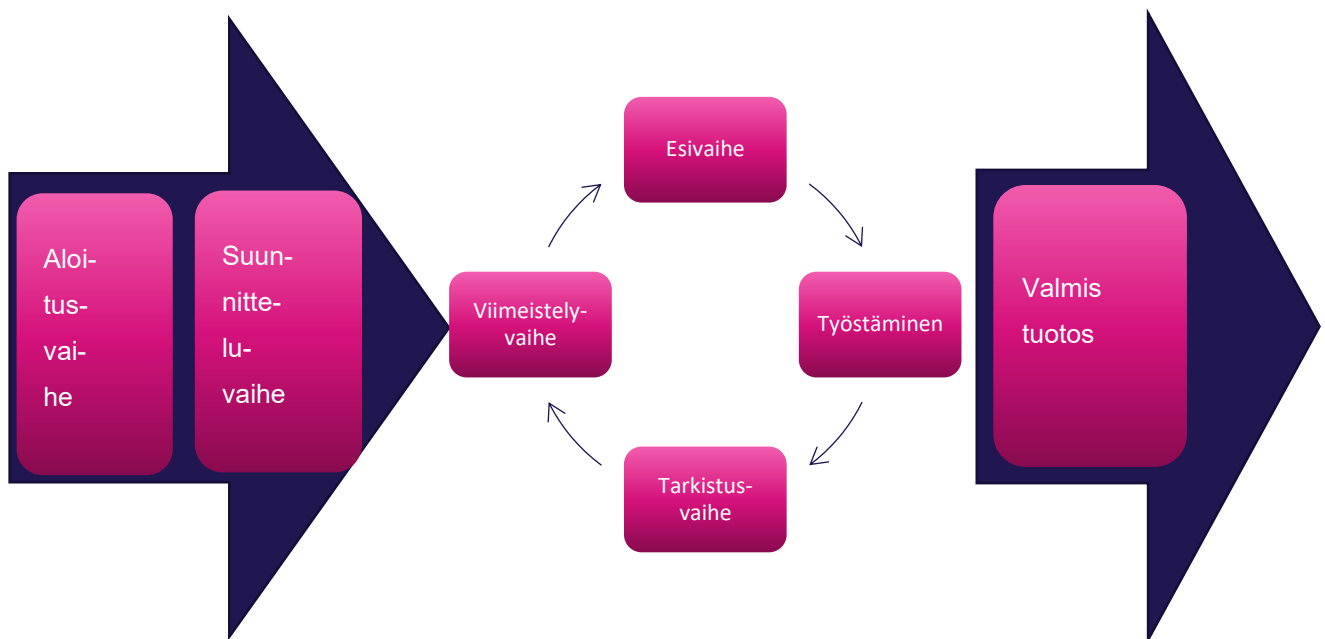 Aloi-
tus-
vai-
he
Suun-
nitte-
lu-
vaihe
Esivaihe
Viimeistely-
vaihe
Työstäminen
Tarkistus-
vaihe
Valmis
tuotos